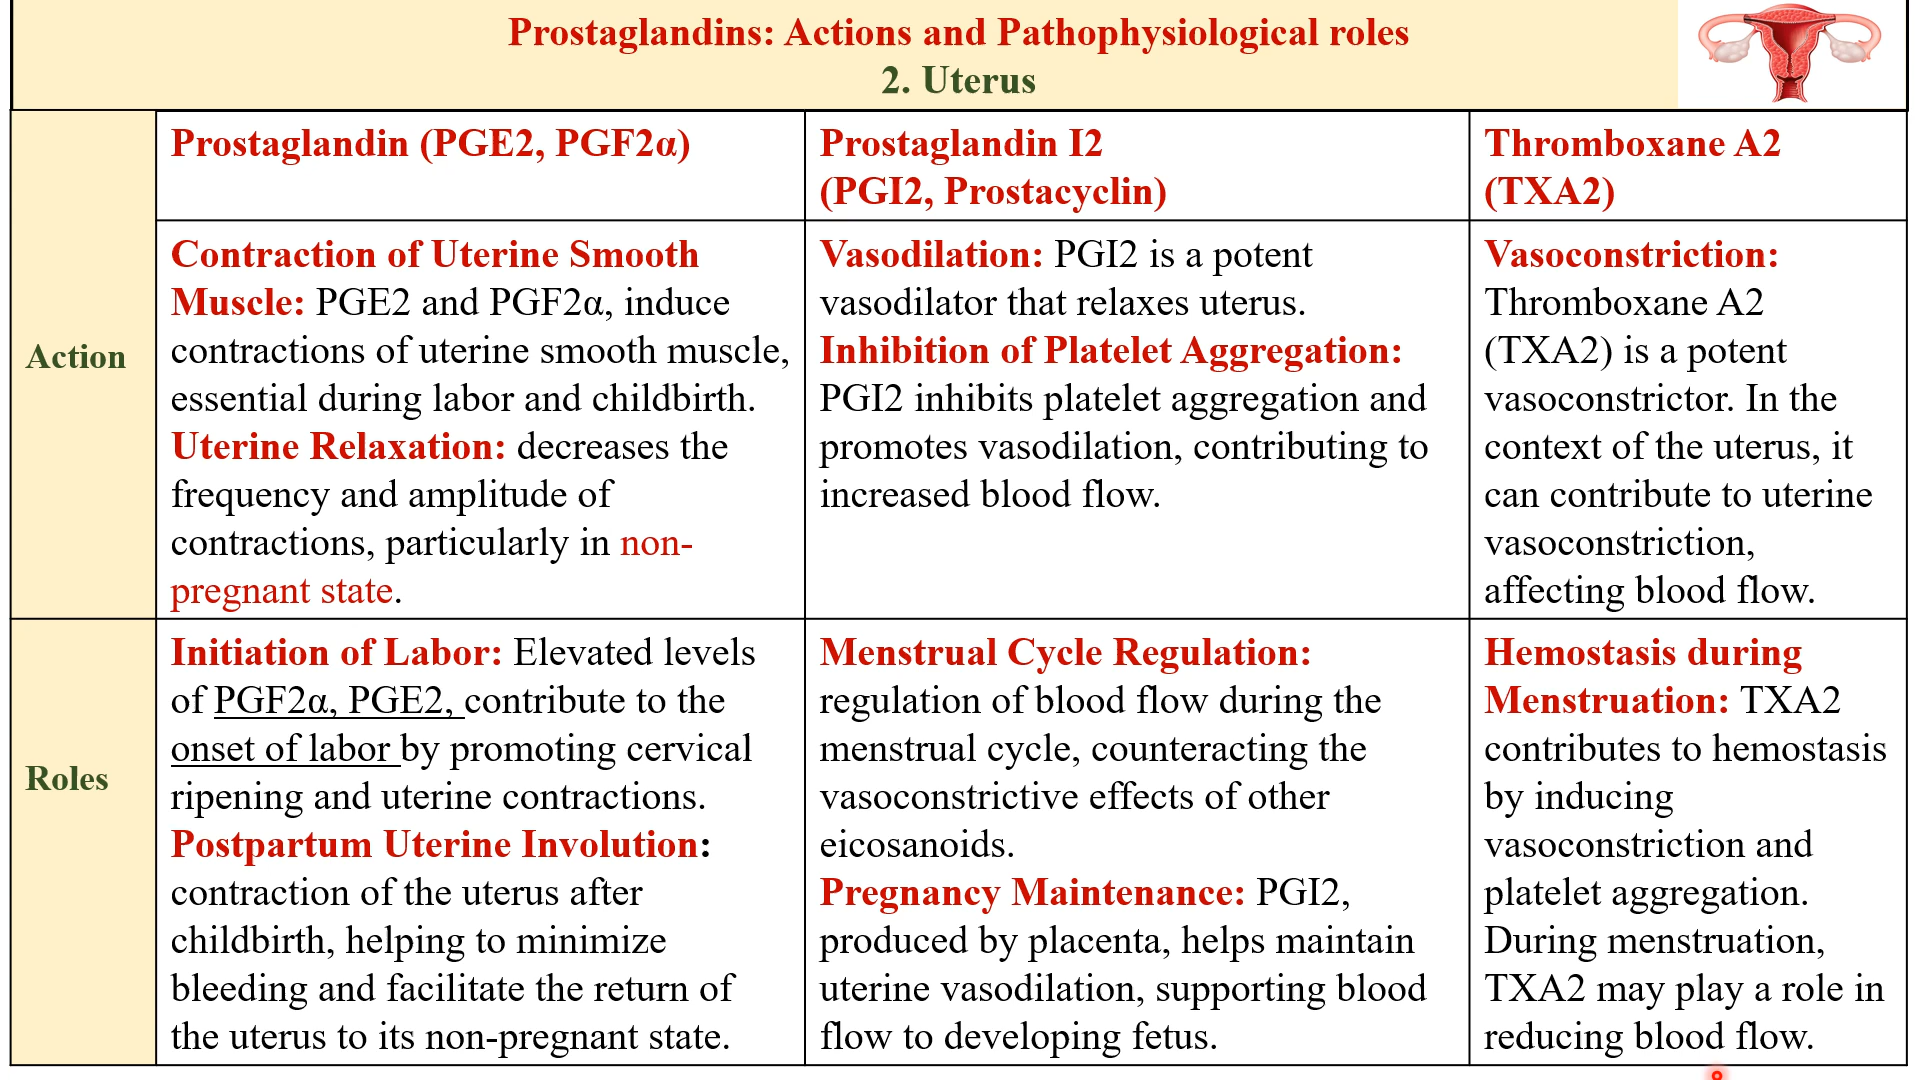 Prostaglandins: Actions and Pathophysiological roles
2. Uterus
Prostaglandin (PGE2, PGF2α)
Prostaglandin I2
(PGI2, Prostacyclin)
Thromboxane A2
(TXA2)
Action
Contraction of Uterine Smooth
Muscle: PGE2 and PGF2α, induce
contractions of uterine smooth muscle,
essential during labor and childbirth.
Uterine Relaxation: decreases the
frequency and amplitude of
contractions, particularly in non-
pregnant state.
Vasodilation: PGI2 is a potent
vasodilator that relaxes uterus.
Inhibition of Platelet Aggregation:
PGI2 inhibits platelet aggregation and
promotes vasodilation, contributing to
increased blood flow.
Vasoconstriction:
Thromboxane A2
(TXA2) is a potent
vasoconstrictor. In the
context of the uterus, it
can contribute to uterine
vasoconstriction,
affecting blood flow.
Roles
Initiation of Labor: Elevated levels
of PGF2α, PGE2, contribute to the
onset of labor by promoting cervical
ripening and uterine contractions.
Postpartum Uterine Involution:
contraction of the uterus after
childbirth, helping to minimize
bleeding and facilitate the return of
the uterus to its non-pregnant state.
Menstrual Cycle Regulation:
regulation of blood flow during the
menstrual cycle, counteracting the
vasoconstrictive effects of other
eicosanoids.
Pregnancy Maintenance: PGI2,
produced by placenta, helps maintain
uterine vasodilation, supporting blood
flow to developing fetus.
Hemostasis during
Menstruation: TXA2
contributes to hemostasis
by inducing
vasoconstriction and
platelet aggregation.
During menstruation,
TXA2 may play a role in
reducing blood flow.